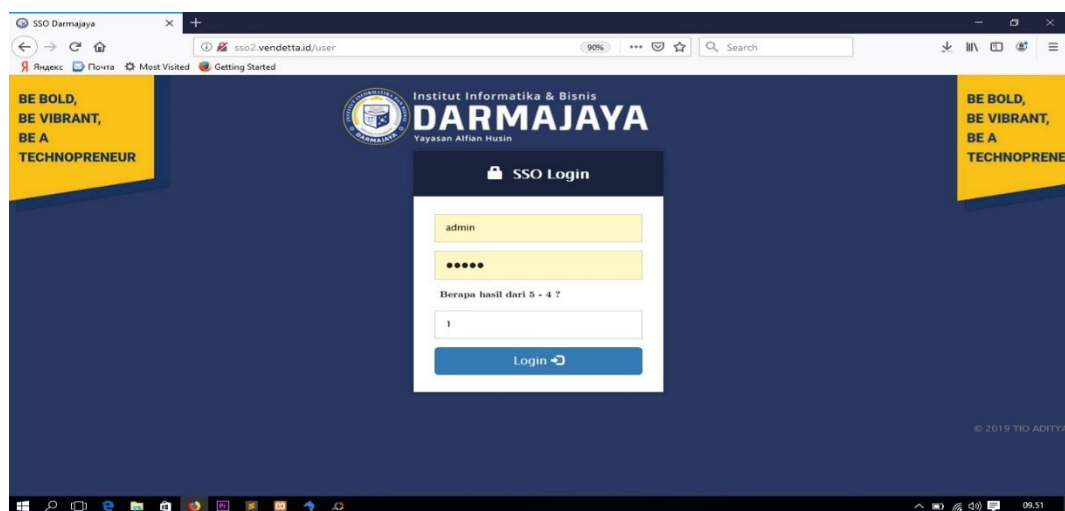 SSO Darmajaya
sso2.vendetta.id/user
90%
Search
Яндекс Почта Most Visited Getting Started
BE BOLD,
BE VIBRANT,
BE A
TECHNOPRENEUR
Institut Informatika & Bisnis
DARMAJAYA
Yayasan Alfian Husin
BE BOLD,
BE VIBRANT,
BE A
TECHNOPRENE
SSO Login
admin
Berapa hasil dari 5 - 4 ?
1
Login
© 2019 TIO ADITYA
09.51